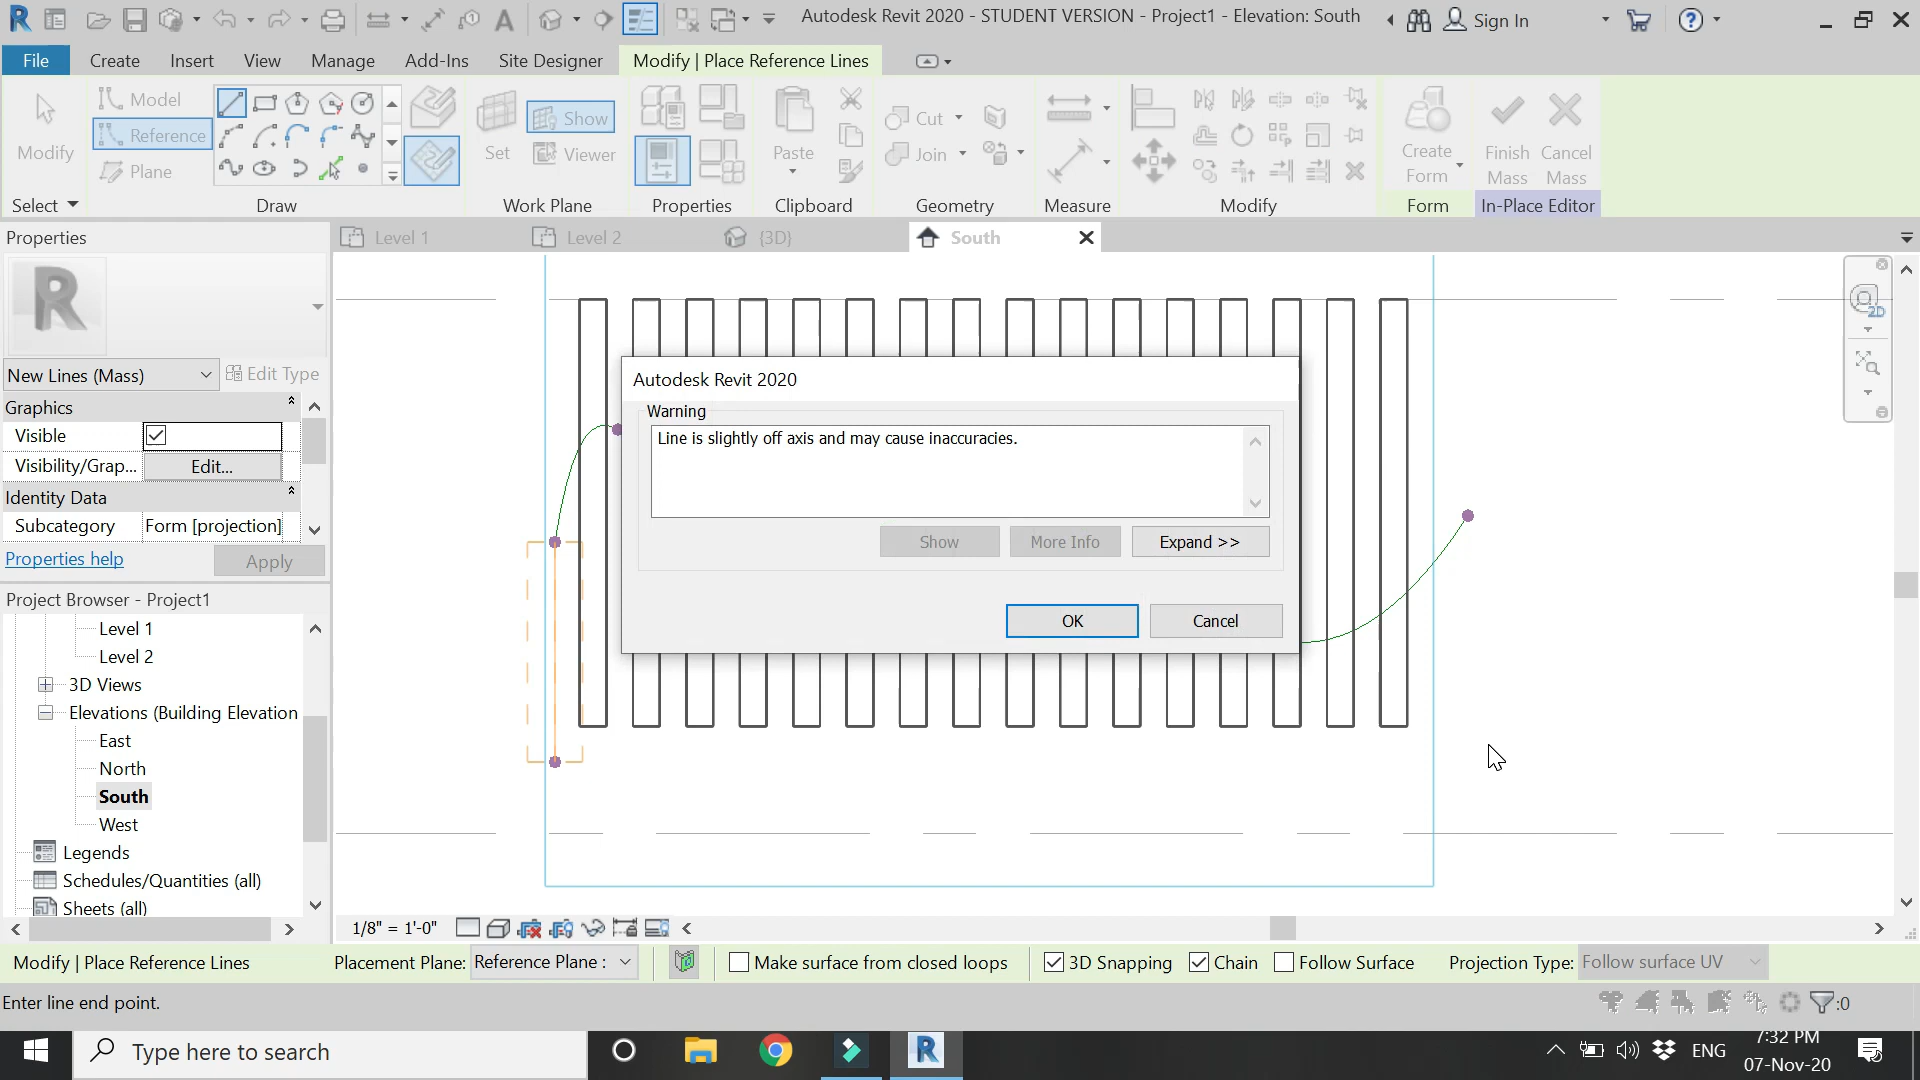 Autodesk Revit 2020 - STUDENT VERSION - Project1 - Elevation: South
Sign In
File Create Insert View Manage Add-Ins Site Designer Modify | Place Reference Lines
Modify
Model
Reference
Plane
Set
Show
Viewer
Paste
Cut
Join
Create
Form
Finish
Mass
Cancel
Mass
Select Draw Work Plane Properties Clipboard Geometry Measure Modify Form In-Place Editor
Properties
Level 1
Level 2
{3D}
South
R
New Lines (Mass)
Edit Type
Graphics
Visible
Visibility/Grap... Edit...
Identity Data
Subcategory Form [projection]
Properties help
Apply
Project Browser - Project1
Level 1
Level 2
3D Views
Elevations (Building Elevation
East
North
South
West
Legends
Schedules/Quantities (all)
Sheets (all)
Autodesk Revit 2020
Warning
Line is slightly off axis and may cause inaccuracies.
Show
More Info
Expand >>
OK
Cancel
2D
1/8" = 1'-0"
Modify | Place Reference Lines
Placement Plane: Reference Plane :
Make surface from closed loops
3D Snapping
Chain
Follow Surface
Projection Type: Follow surface UV
Enter line end point.
:0
Type here to search
ENG
7:32 PM
07-Nov-20